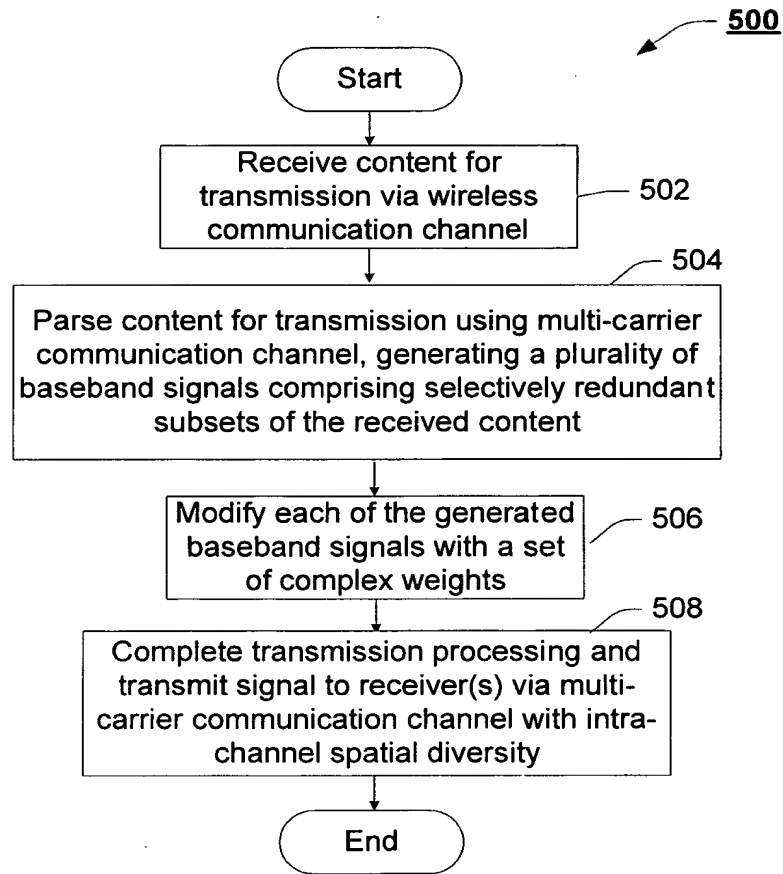 500
Start
Receive content for
transmission via wireless
communication channel
502
504
Parse content for transmission using multi-carrier
communication channel, generating a plurality of
baseband signals comprising selectively redundant
subsets of the received content
Modify each of the generated
baseband signals with a set
of complex weights
506
508
Complete transmission processing and
transmit signal to receiver(s) via multi-
carrier communication channel with intra-
channel spatial diversity
End